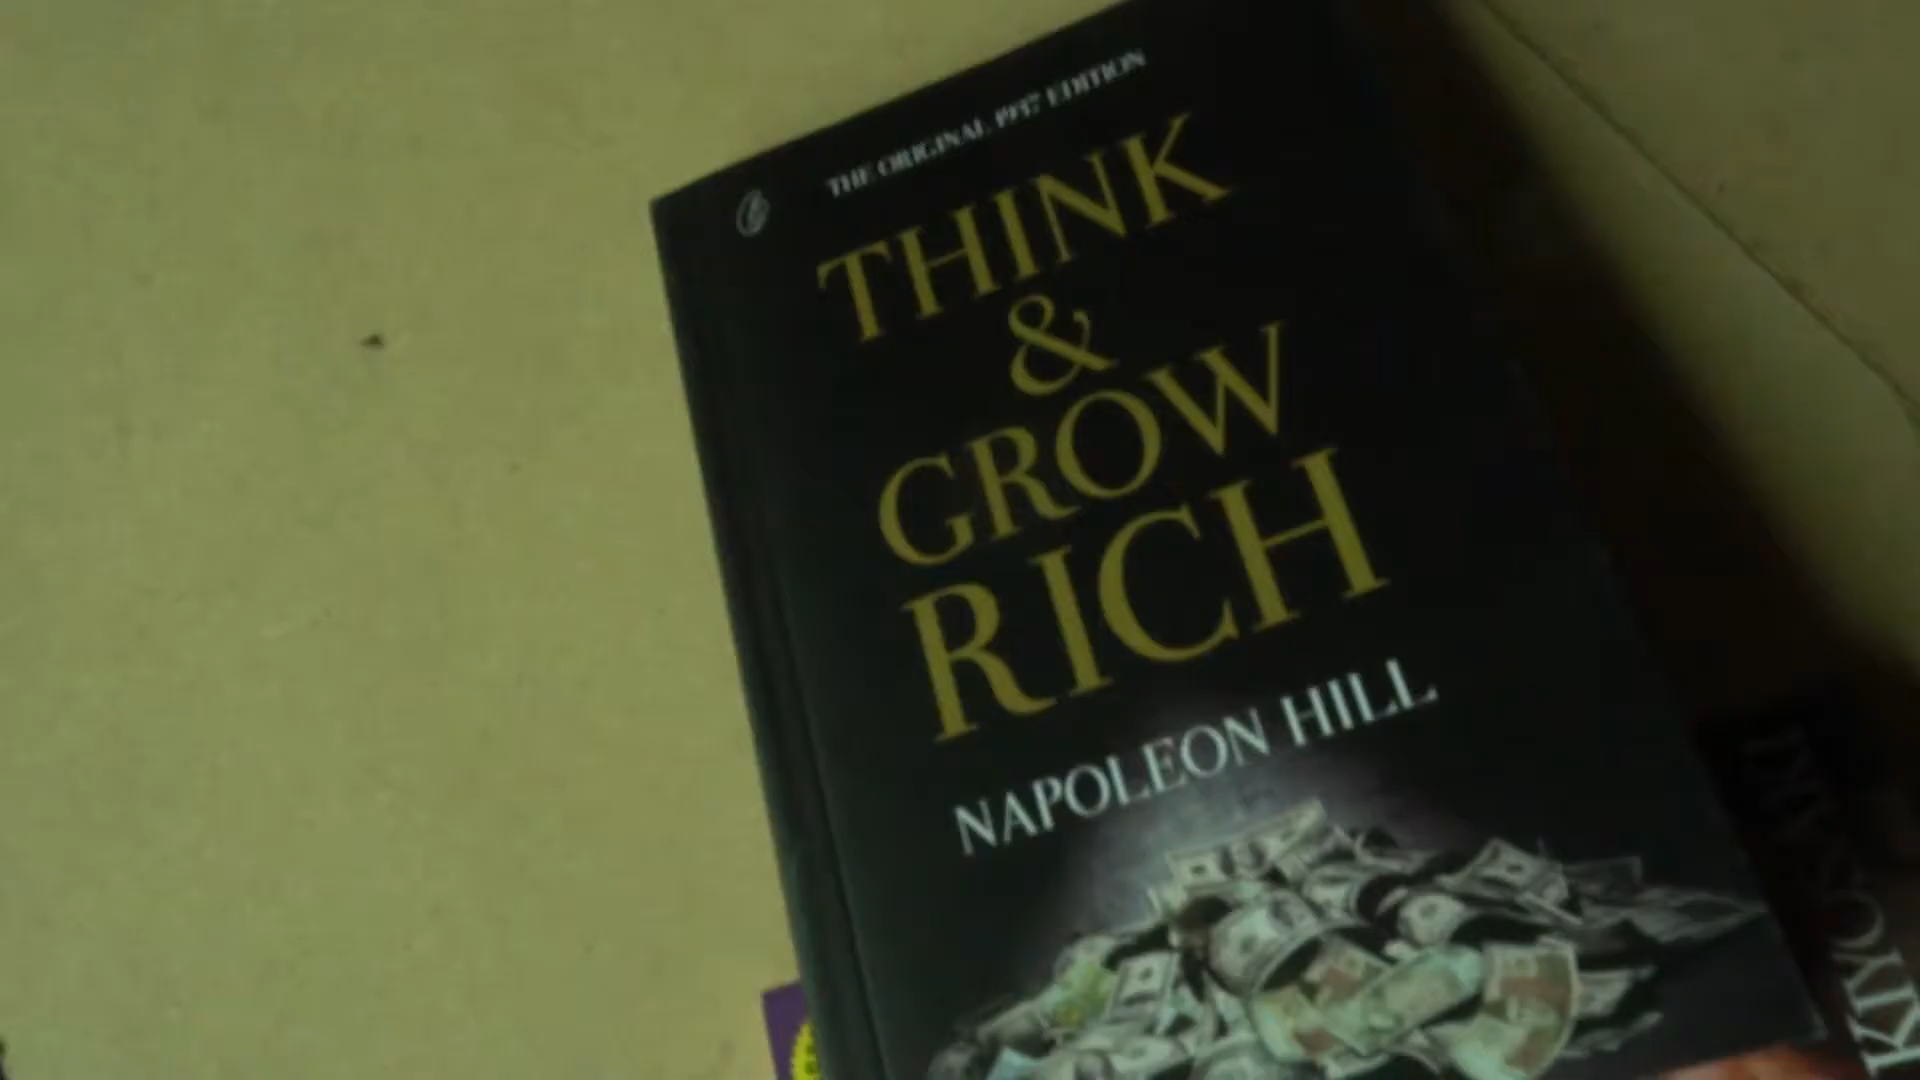 THE ORIGINAL 1937 EDITION
THINK
&
GROW
RICH
NAPOLEON HILL